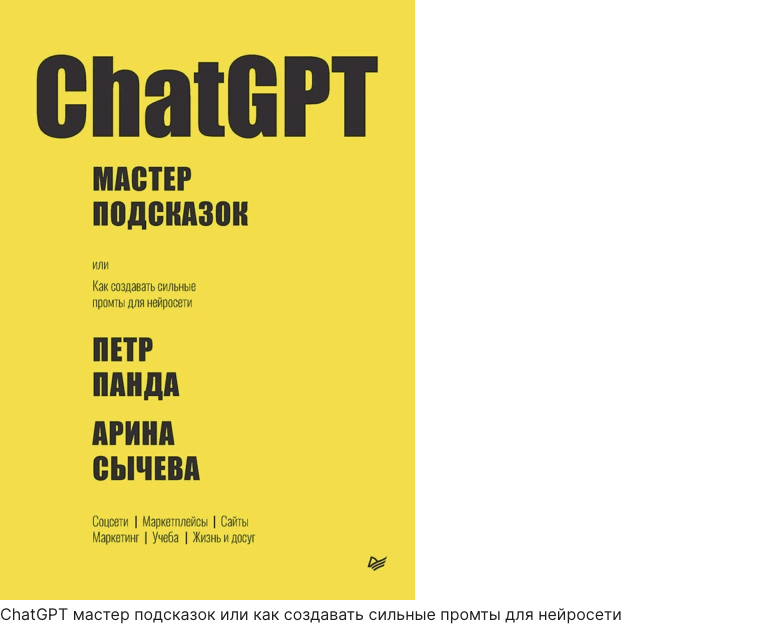 ChatGPT
МАСТЕР
ПОДСКАЗОК
или
Как создавать сильные
промты для нейросети
ПЕТР
ПАНДА
АРИНА
СЫЧЕВА
Соцсети | Маркетплейсы | Сайты
Маркетинг | Учеба | Жизнь и досуг
ChatGPT мастер подсказок или как создавать сильные промты для нейросети